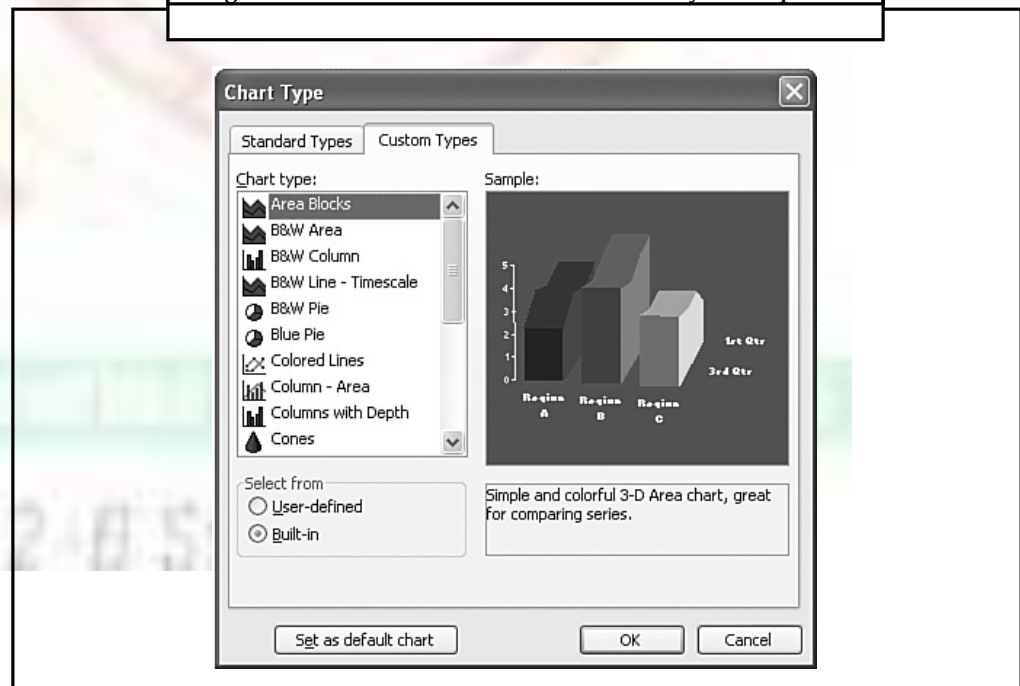 Chart Type
Standard Types
Custom Types
Chart type:
Area Blocks
B&W Area
B&W Column
B&W Line - Timescale
B&W Pie
Blue Pie
Colored Lines
Column - Area
Columns with Depth
Cones
Select from
User-defined
Built-in
Sample:
5
4
3
2
1
0
1st Qtr
3rd Qtr
Region A
Region B
Region C
Simple and colorful 3-D Area chart, great
for comparing series.
Set as default chart
OK
Cancel